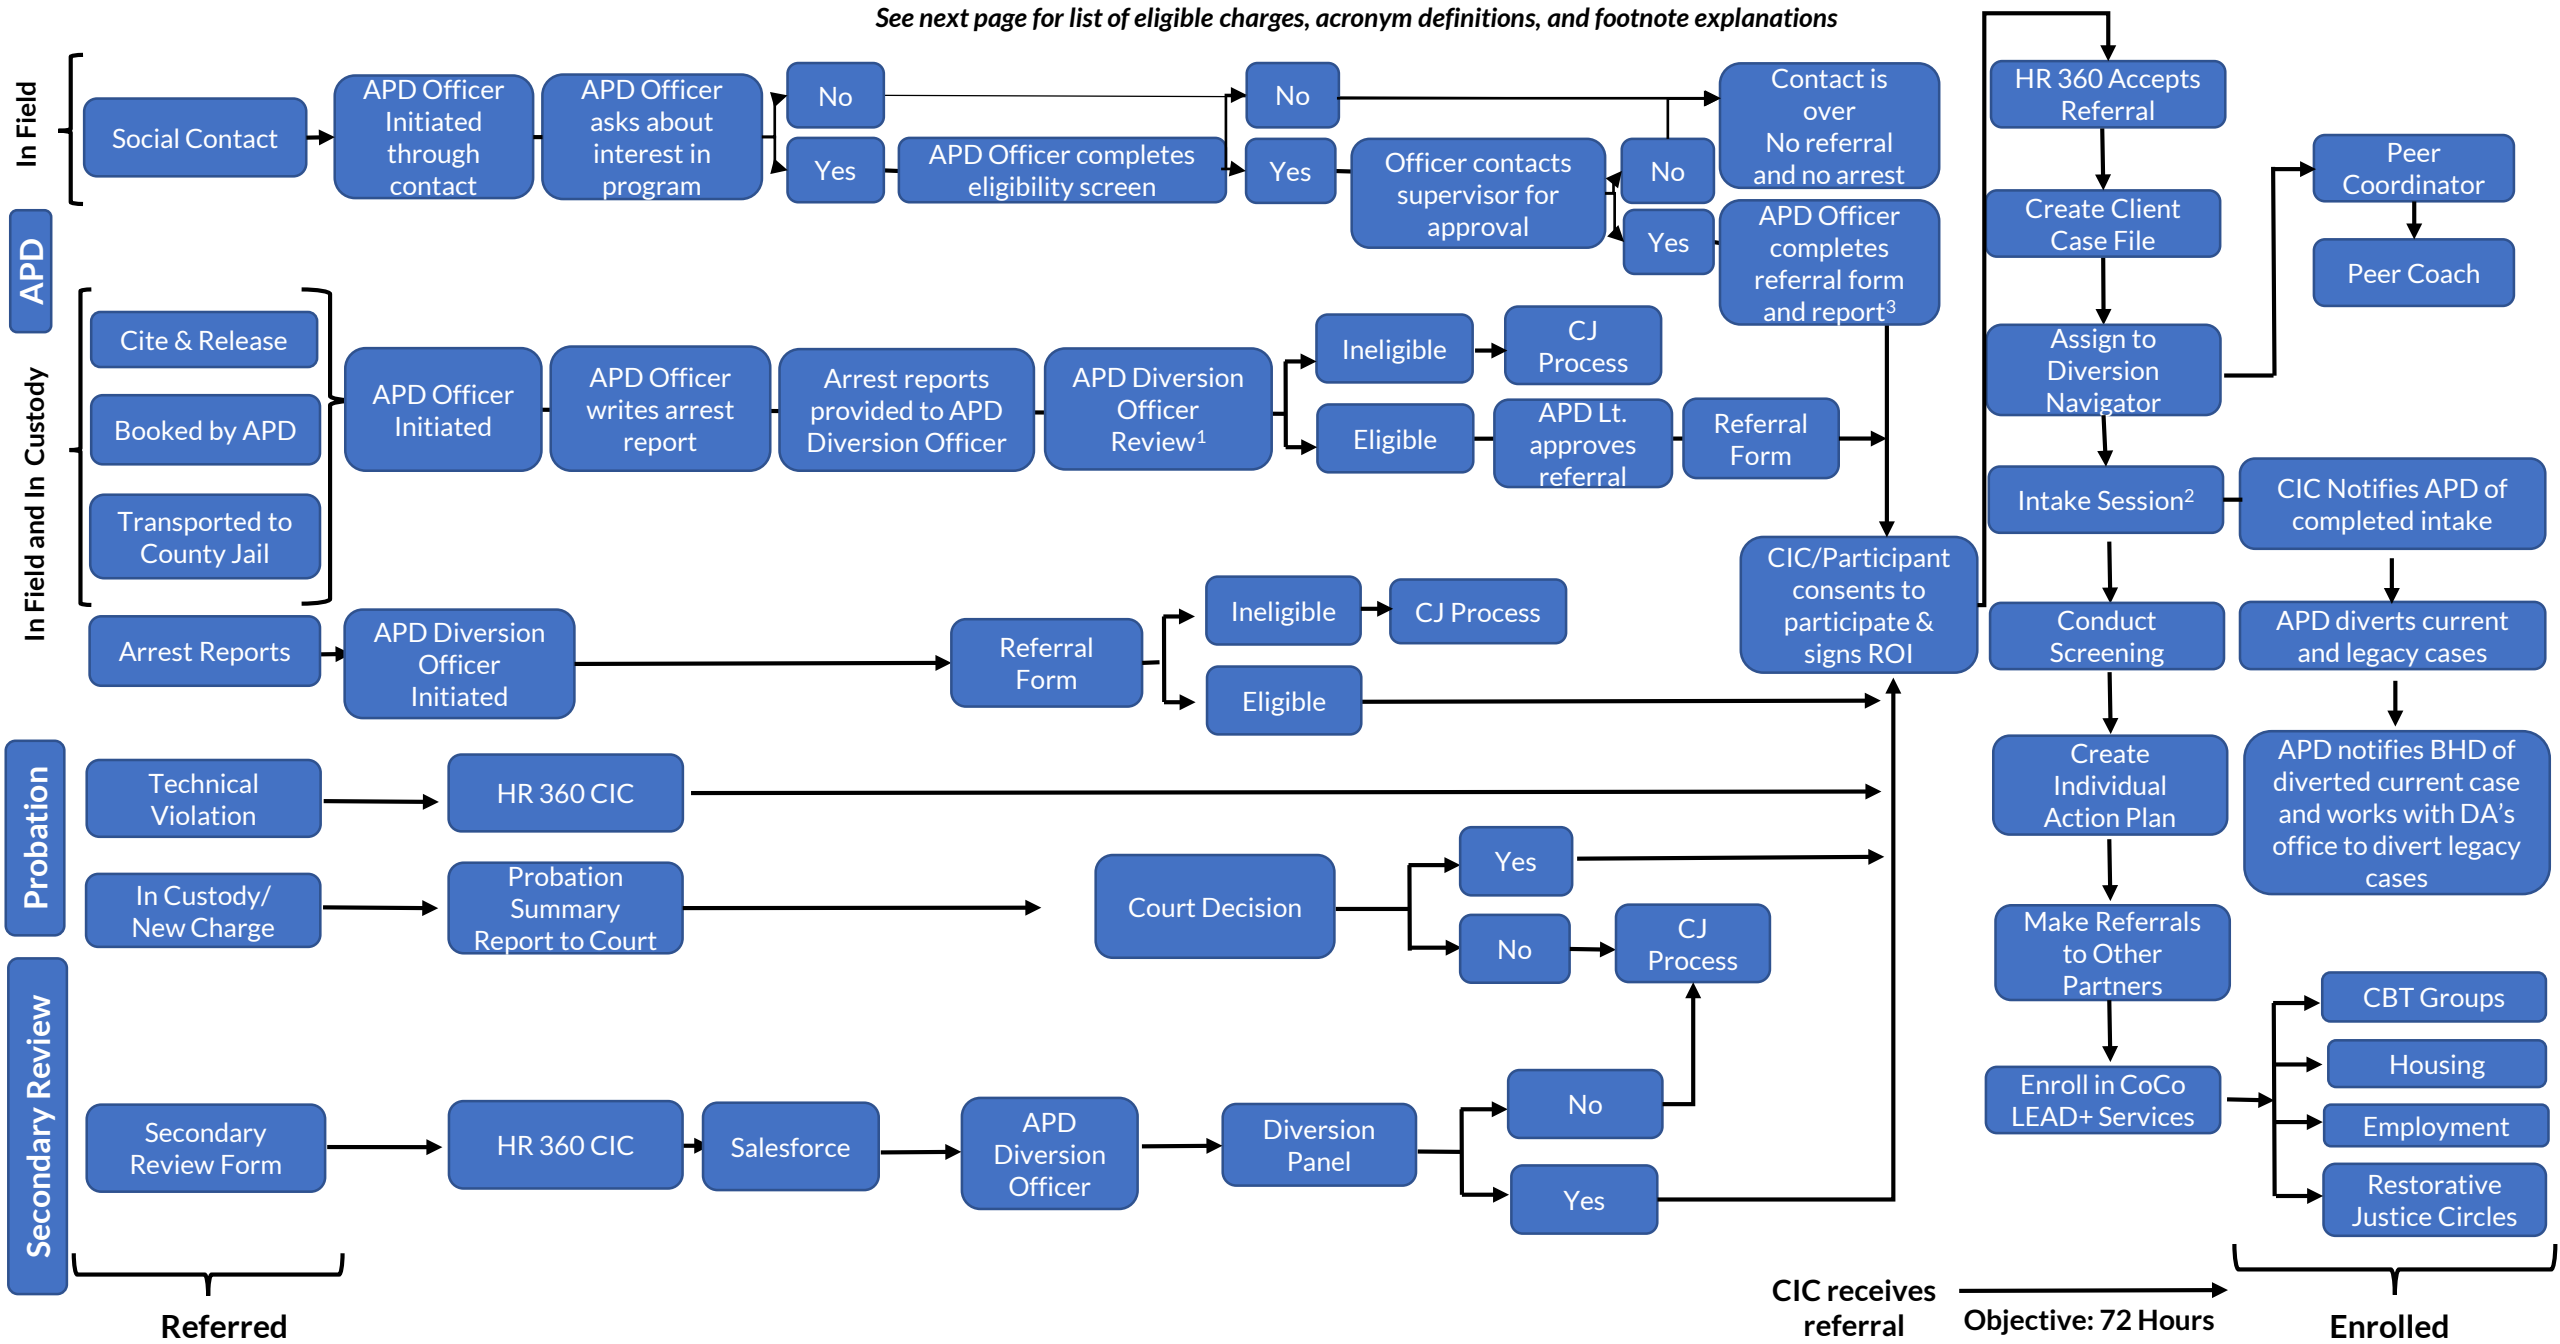 See next page for list of eligible charges, acronym definitions, and footnote explanations
In Field
Social Contact
APD Officer
Initiated
through
contact
APD Officer
asks about
interest in
program
No
Yes
APD Officer completes
eligibility screen
No
Yes
Officer contacts
supervisor for
approval
No
Yes
Contact is
over
No referral
and no arrest
APD Officer
completes
referral form
and report³
APD
In Field and In Custody
Cite & Release
Booked by APD
Transported to
County Jail
APD Officer
Initiated
APD Officer
writes arrest
report
Arrest reports
provided to APD
Diversion Officer
APD Diversion
Officer
Review¹
Ineligible
CJ
Process
Eligible
APD Lt.
approves
referral
Referral
Form
Arrest Reports
APD Diversion
Officer
Initiated
Referral
Form
Ineligible
CJ Process
Eligible
CIC/Participant
consents to
participate &
signs ROI
Probation
Technical
Violation
HR 360 CIC
In Custody/
New Charge
Probation
Summary
Report to Court
Court Decision
Yes
No
CJ
Process
Secondary Review
Secondary
Review Form
HR 360 CIC
Salesforce
APD
Diversion
Officer
Diversion
Panel
No
Yes
HR 360 Accepts
Referral
Create Client
Case File
Assign to
Diversion
Navigator
Peer
Coordinator
Peer Coach
Intake Session²
CIC Notifies APD of
completed intake
Conduct
Screening
APD diverts current
and legacy cases
Create
Individual
Action Plan
APD notifies BHD of
diverted current case
and works with DA’s
office to divert legacy
cases
Make Referrals
to Other
Partners
Enroll in CoCo
LEAD+ Services
CBT Groups
Housing
Employment
Restorative
Justice Circles
Referred
CIC receives
referral
Objective: 72 Hours
Enrolled